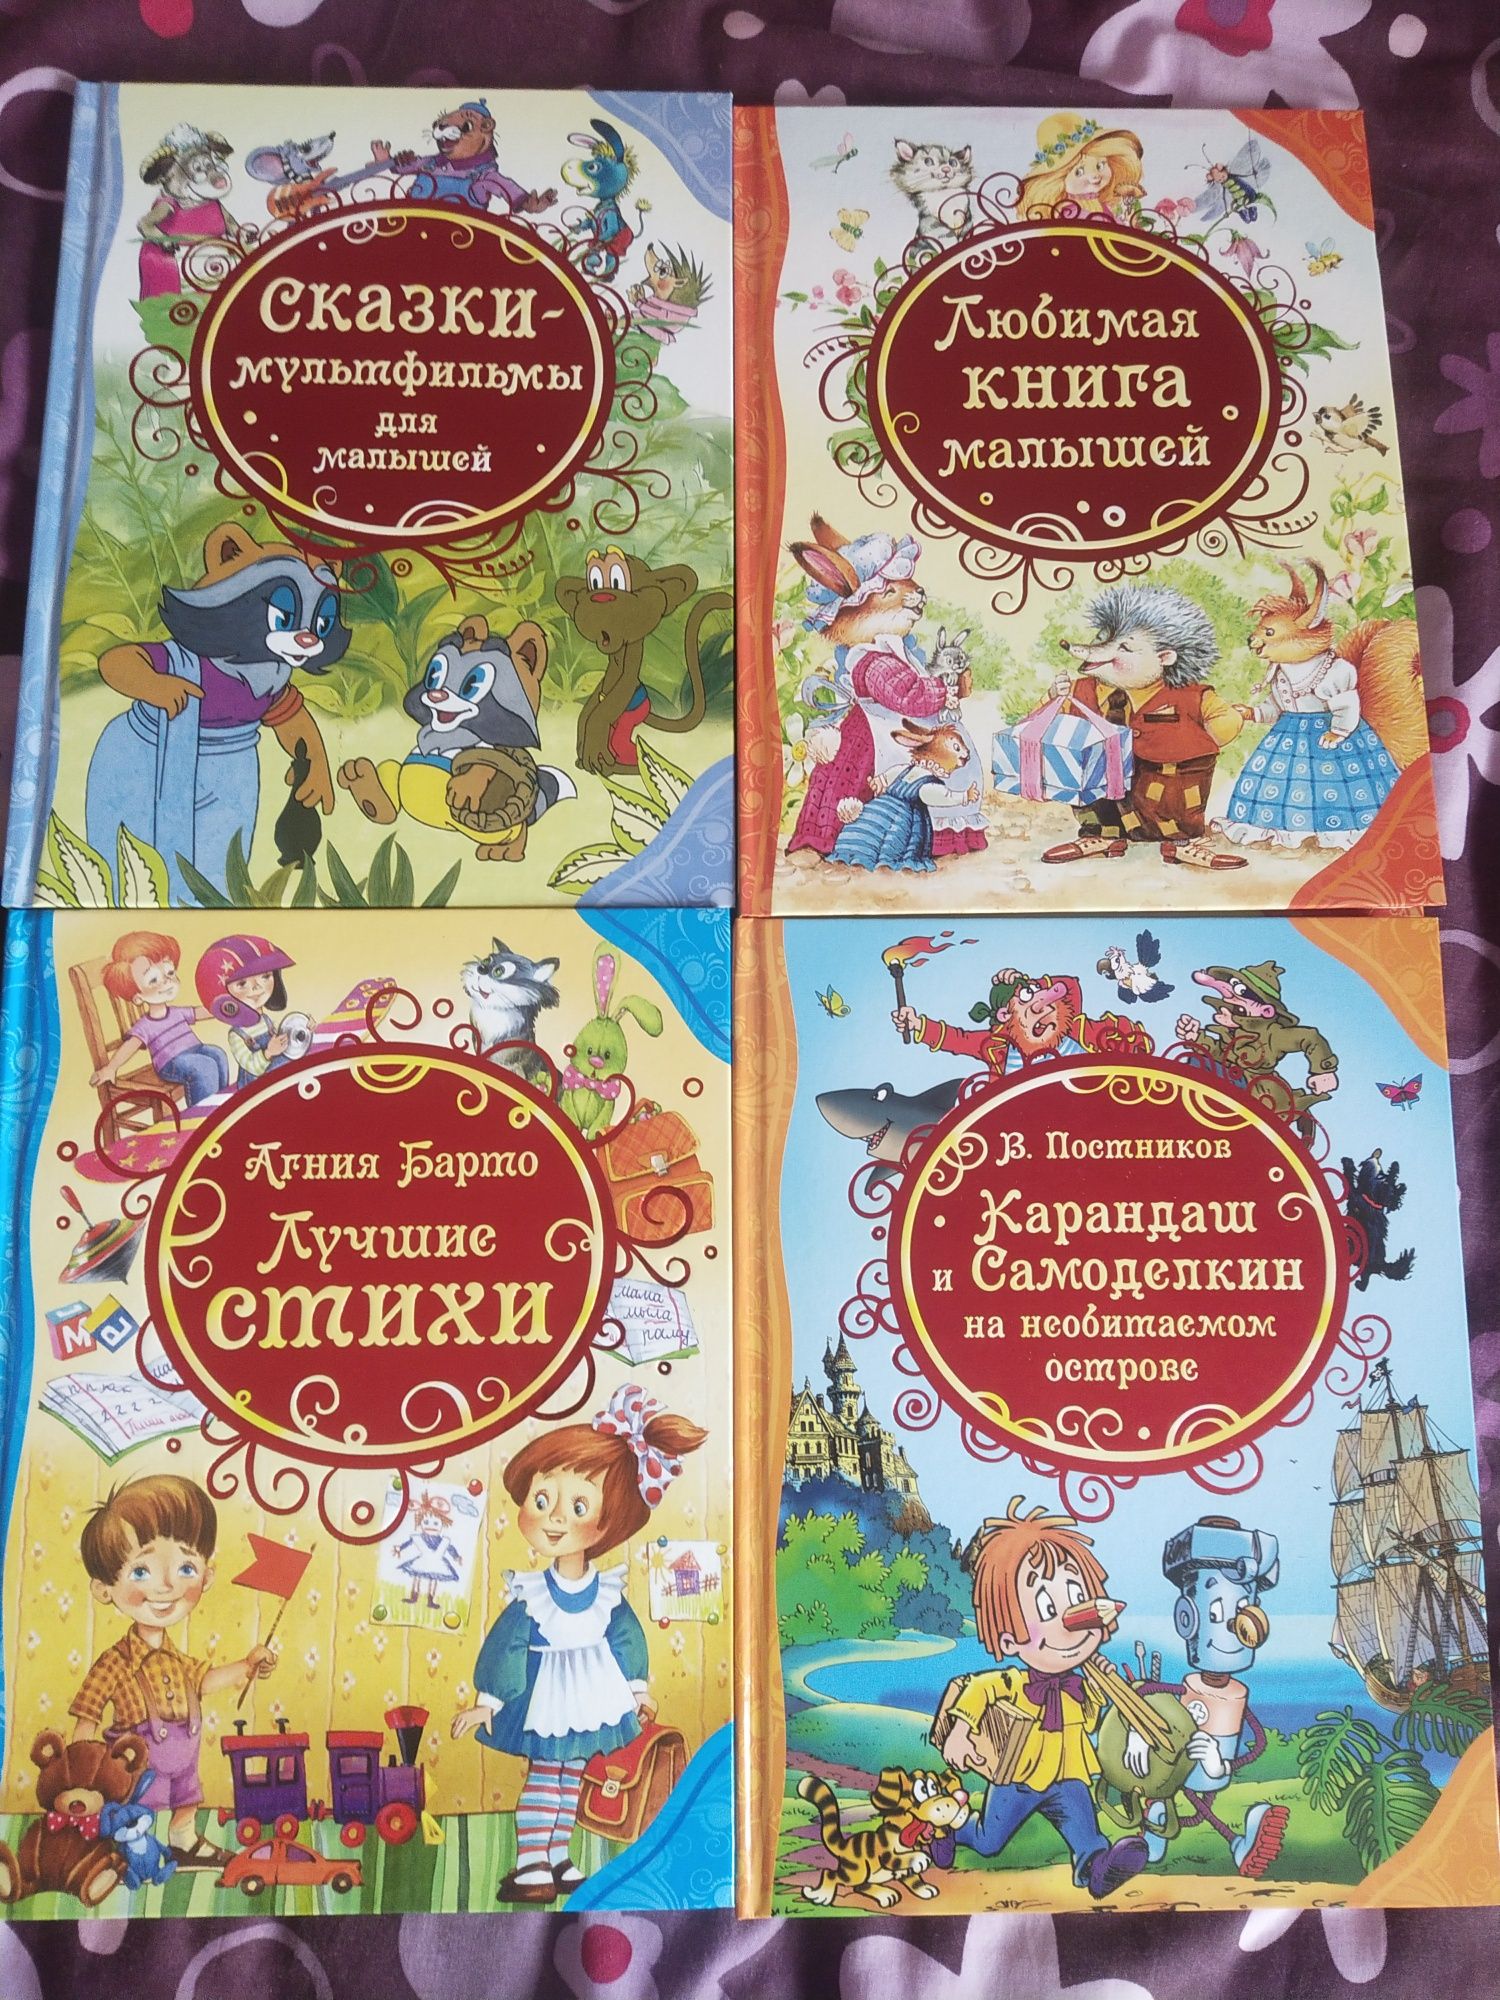 Сказки-
мультфильмы
для
малышей
Любимая
книга
малышей
Агния Барто
Лучшие
стихи
мама
мыла
раму
М
В. Постников
Карандаш
и Самоделкин
на необитаемом
острове